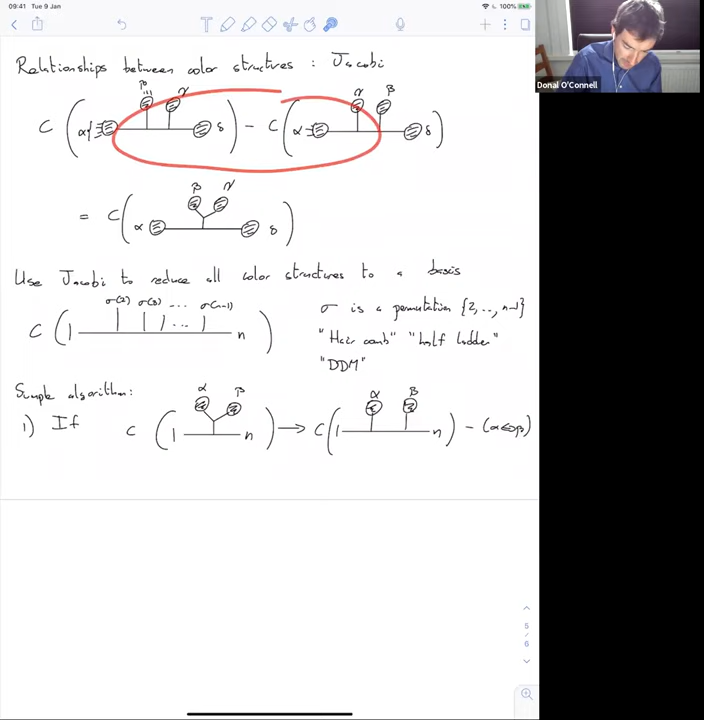 09:41 Tue 9 Jan
100%
Donal O'Connell
Relationships between color structures : Jacobi
β γ γ β
C ( α δ ) - C ( α δ )
β γ
= C ( α δ )
Use Jacobi to reduce all color structures to a basis
σ(2) σ(3) ... σ(n-1)
C ( 1 ... n )
σ is a permutation {2, .., n-1}
"Hair comb" "half ladder"
"DDM"
Simple algorithm:
α β α β
1) If C ( 1 n ) → C ( 1 n ) - (α↔β)
5
/
6